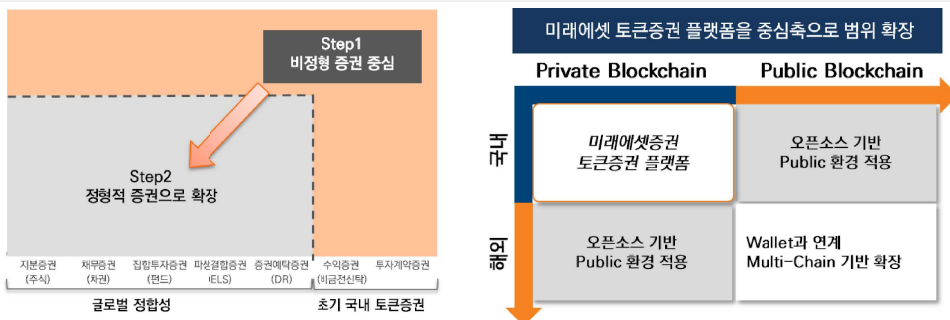 Step1
비정형 증권 중심
Step2
정형적 증권으로 확장
지분증권 채무증권 집합투자증권 파생결합증권 증권예탁증권 수익증권 투자계약증권
(주식) (채권) (펀드) (ELS) (DR) (비금전신탁)
글로벌 정합성 초기 국내 토큰증권
미래에셋 토큰증권 플랫폼을 중심축으로 범위 확장
Private Blockchain Public Blockchain
국내
미래에셋증권
토큰증권 플랫폼
오픈소스 기반
Public 환경 적용
해외
오픈소스 기반
Public 환경 적용
Wallet과 연계
Multi-Chain 기반 확장